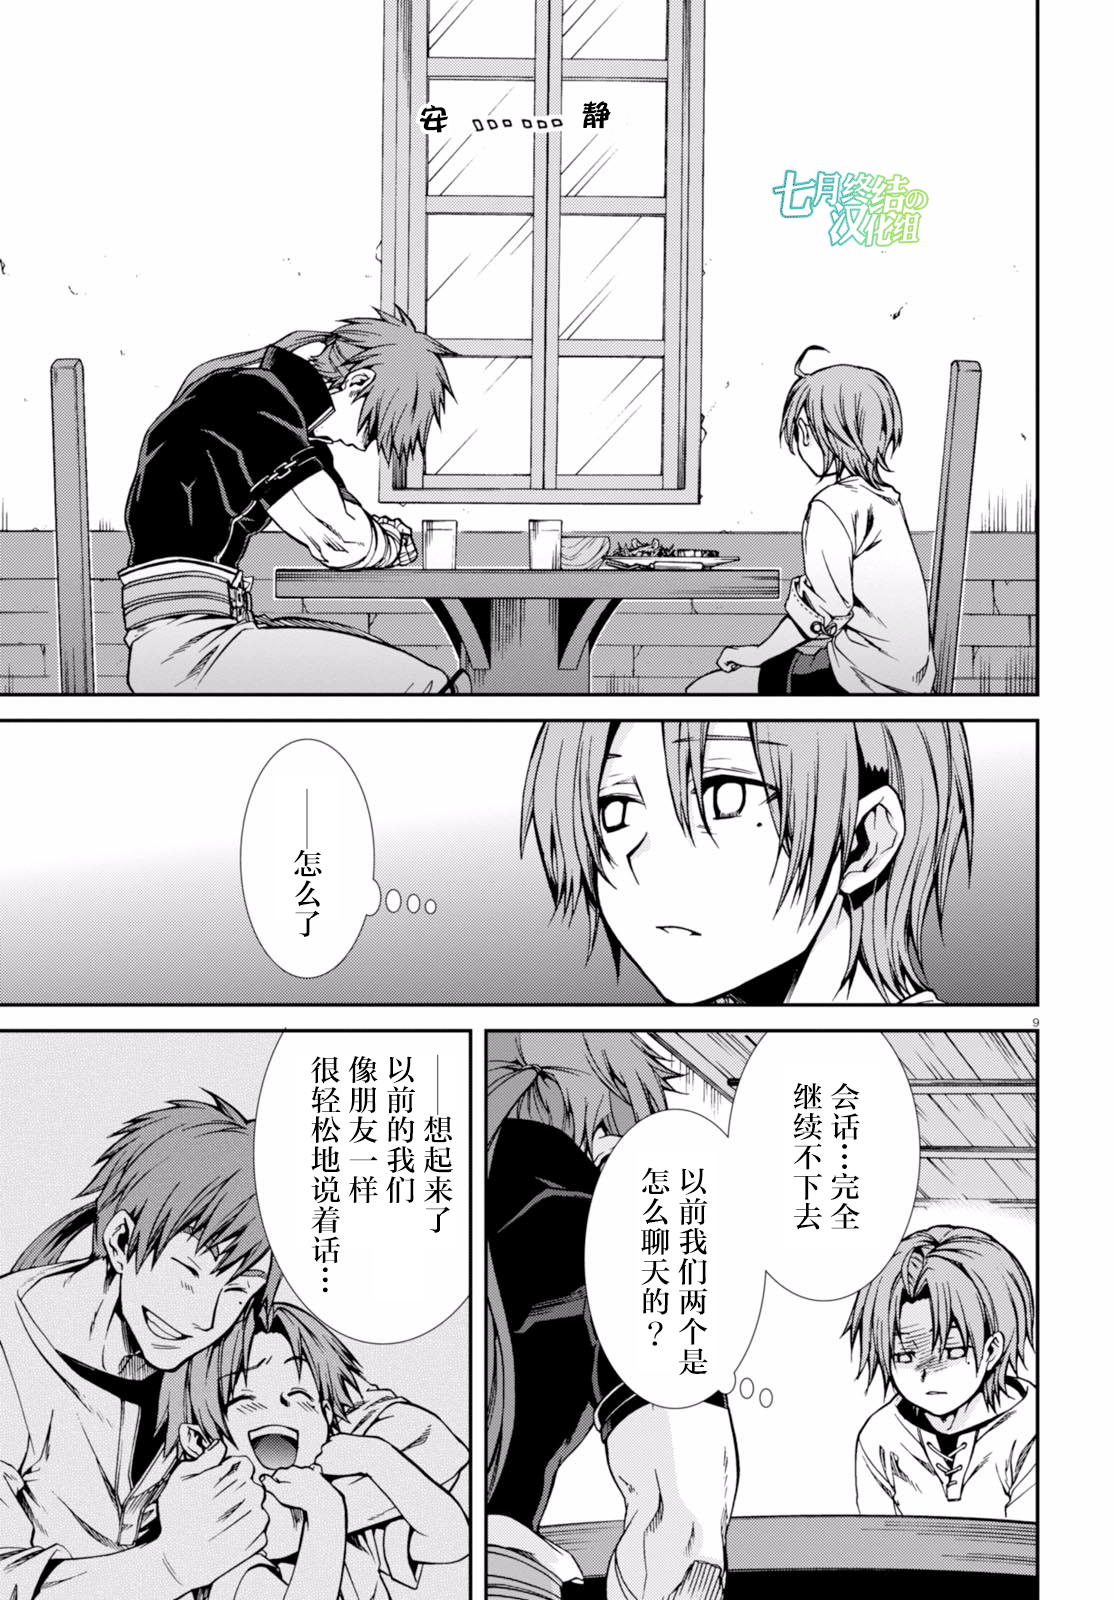 安……静
七月終结の
汉化组
——怎么了
9
会话…完全
继续不下去
以前我们两个是
怎么聊天的？
——想起来了
以前的我们
像朋友一样
很轻松地说着话…